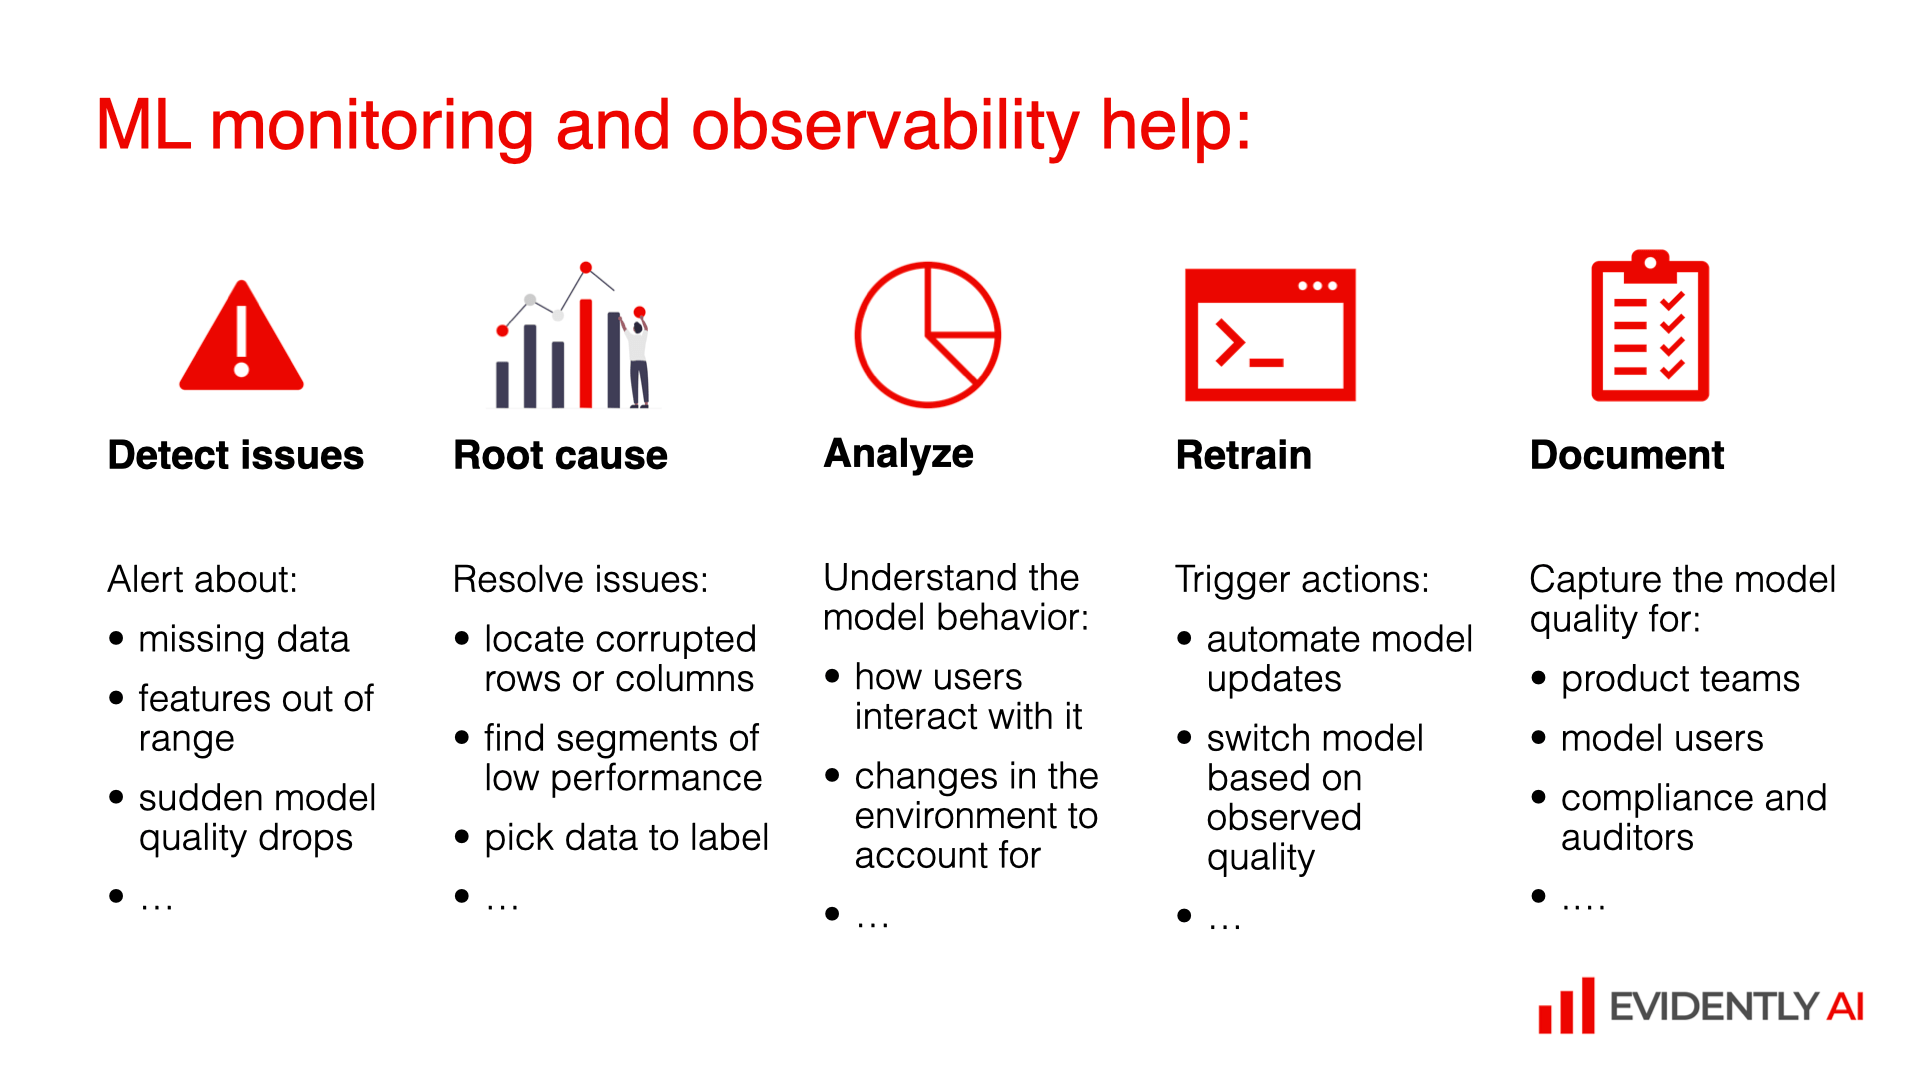 ML monitoring and observability help:
Detect issues
Alert about:
• missing data
• features out of
range
• sudden model
quality drops
• ...
Root cause
Resolve issues:
• locate corrupted
rows or columns
• find segments of
low performance
• pick data to label
• ...
Analyze
Understand the
model behavior:
• how users
interact with it
• changes in the
environment to
account for
• ...
Retrain
Trigger actions:
• automate model
updates
• switch model
based on
observed
quality
• ...
Document
Capture the model
quality for:
• product teams
• model users
• compliance and
auditors
• ....
EVIDENTLY AI